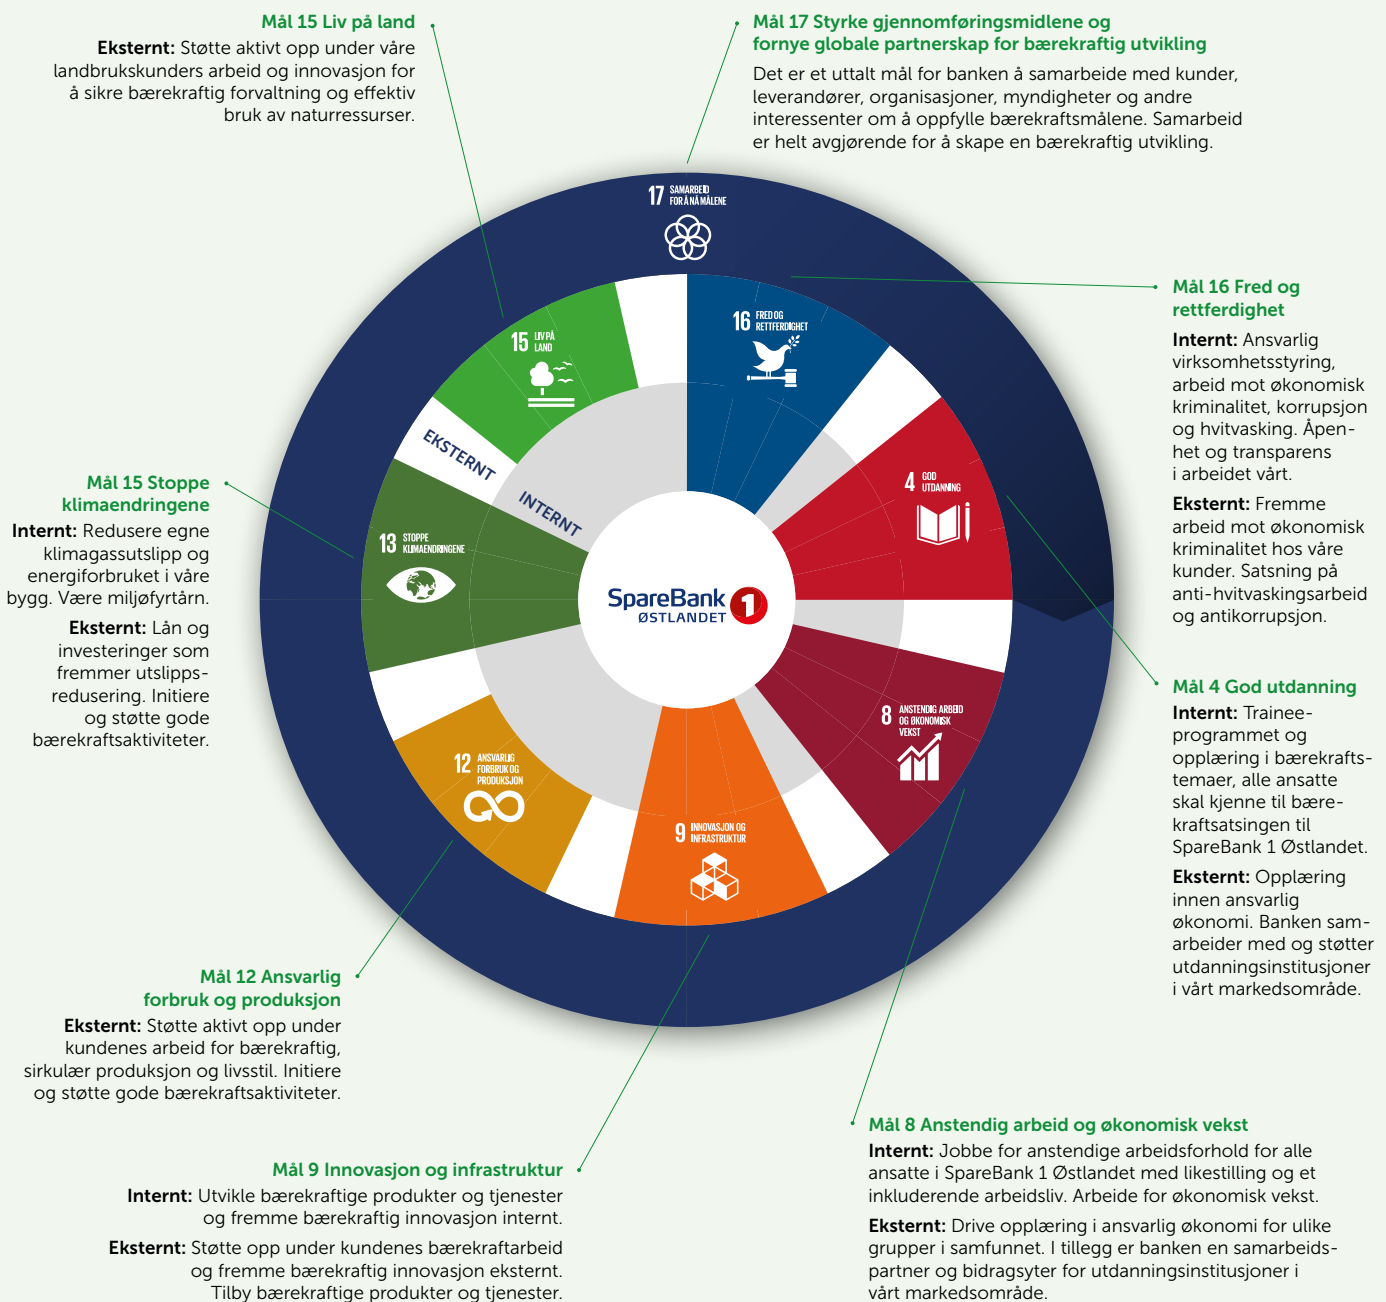 Mål 15 Liv på land
Eksternt: Støtte aktivt opp under våre
landbrukskunders arbeid og innovasjon for
å sikre bærekraftig forvaltning og effektiv
bruk av naturressurser.
Mål 17 Styrke gjennomføringsmidlene og
fornye globale partnerskap for bærekraftig utvikling
Det er et uttalt mål for banken å samarbeide med kunder,
leverandører, organisasjoner, myndigheter og andre
interessenter om å oppfylle bærekraftsmålene. Samarbeid
er helt avgjørende for å skape en bærekraftig utvikling.
17 SAMARBEID
FOR Å NÅ MÅLENE
16 FRED OG
RETTFERDIGHET
15 LIV PÅ
LAND
EKSTERNT
INTERNT
4 GOD
UTDANNING
13 STOPPE
KLIMAENDRINGENE
SpareBank 1
ØSTLANDET
8 ANSTENDIG ARBEID
OG ØKONOMISK
VEKST
12 ANSVARLIG
FORBRUK OG
PRODUKSJON
9 INNOVASJON OG
INFRASTRUKTUR
Mål 16 Fred og
rettferdighet
Internt: Ansvarlig
virksomhetsstyring,
arbeid mot økonomisk
kriminalitet, korrupsjon
og hvitvasking. Åpen-
het og transparens
i arbeidet vårt.
Eksternt: Fremme
arbeid mot økonomisk
kriminalitet hos våre
kunder. Satsning på
anti-hvitvaskingsarbeid
og antikorrupsjon.
Mål 15 Stoppe
klimaendringene
Internt: Redusere egne
klimagassutslipp og
energiforbruket i våre
bygg. Være miljøfyrtårn.
Eksternt: Lån og
investeringer som
fremmer utslipps-
redusering. Initiere
og støtte gode
bærekraftsaktiviteter.
Mål 4 God utdanning
Internt: Trainee-
programmet og
opplæring i bærekrafts-
temaer, alle ansatte
skal kjenne til bære-
kraftsatsingen til
SpareBank 1 Østlandet.
Eksternt: Opplæring
innen ansvarlig
økonomi. Banken sam-
arbeider med og støtter
utdanningsinstitusjoner
i vårt markedsområde.
Mål 12 Ansvarlig
forbruk og produksjon
Eksternt: Støtte aktivt opp under
kundenes arbeid for bærekraftig,
sirkulær produksjon og livsstil. Initiere
og støtte gode bærekraftsaktiviteter.
Mål 9 Innovasjon og infrastruktur
Internt: Utvikle bærekraftige produkter og tjenester
og fremme bærekraftig innovasjon internt.
Eksternt: Støtte opp under kundenes bærekraftarbeid
og fremme bærekraftig innovasjon eksternt.
Tilby bærekraftige produkter og tjenester.
Mål 8 Anstendig arbeid og økonomisk vekst
Internt: Jobbe for anstendige arbeidsforhold for alle
ansatte i SpareBank 1 Østlandet med likestilling og et
inkluderende arbeidsliv. Arbeide for økonomisk vekst.
Eksternt: Drive opplæring i ansvarlig økonomi for ulike
grupper i samfunnet. I tillegg er banken en samarbeids-
partner og bidragsyter for utdanningsinstitusjoner i
vårt markedsområde.